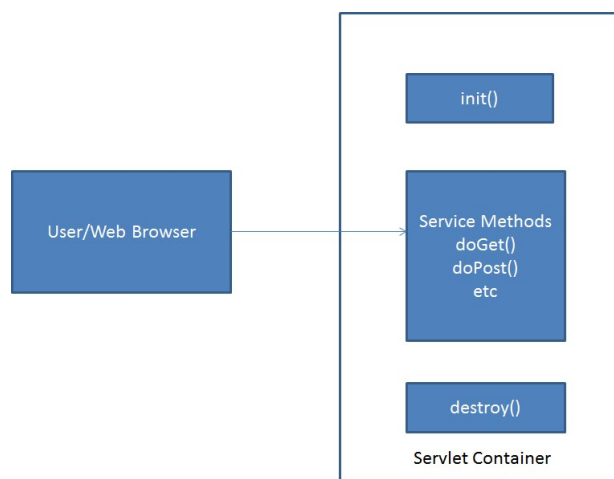 init()
User/Web Browser
Service Methods
doGet()
doPost()
etc
destroy()
Servlet Container